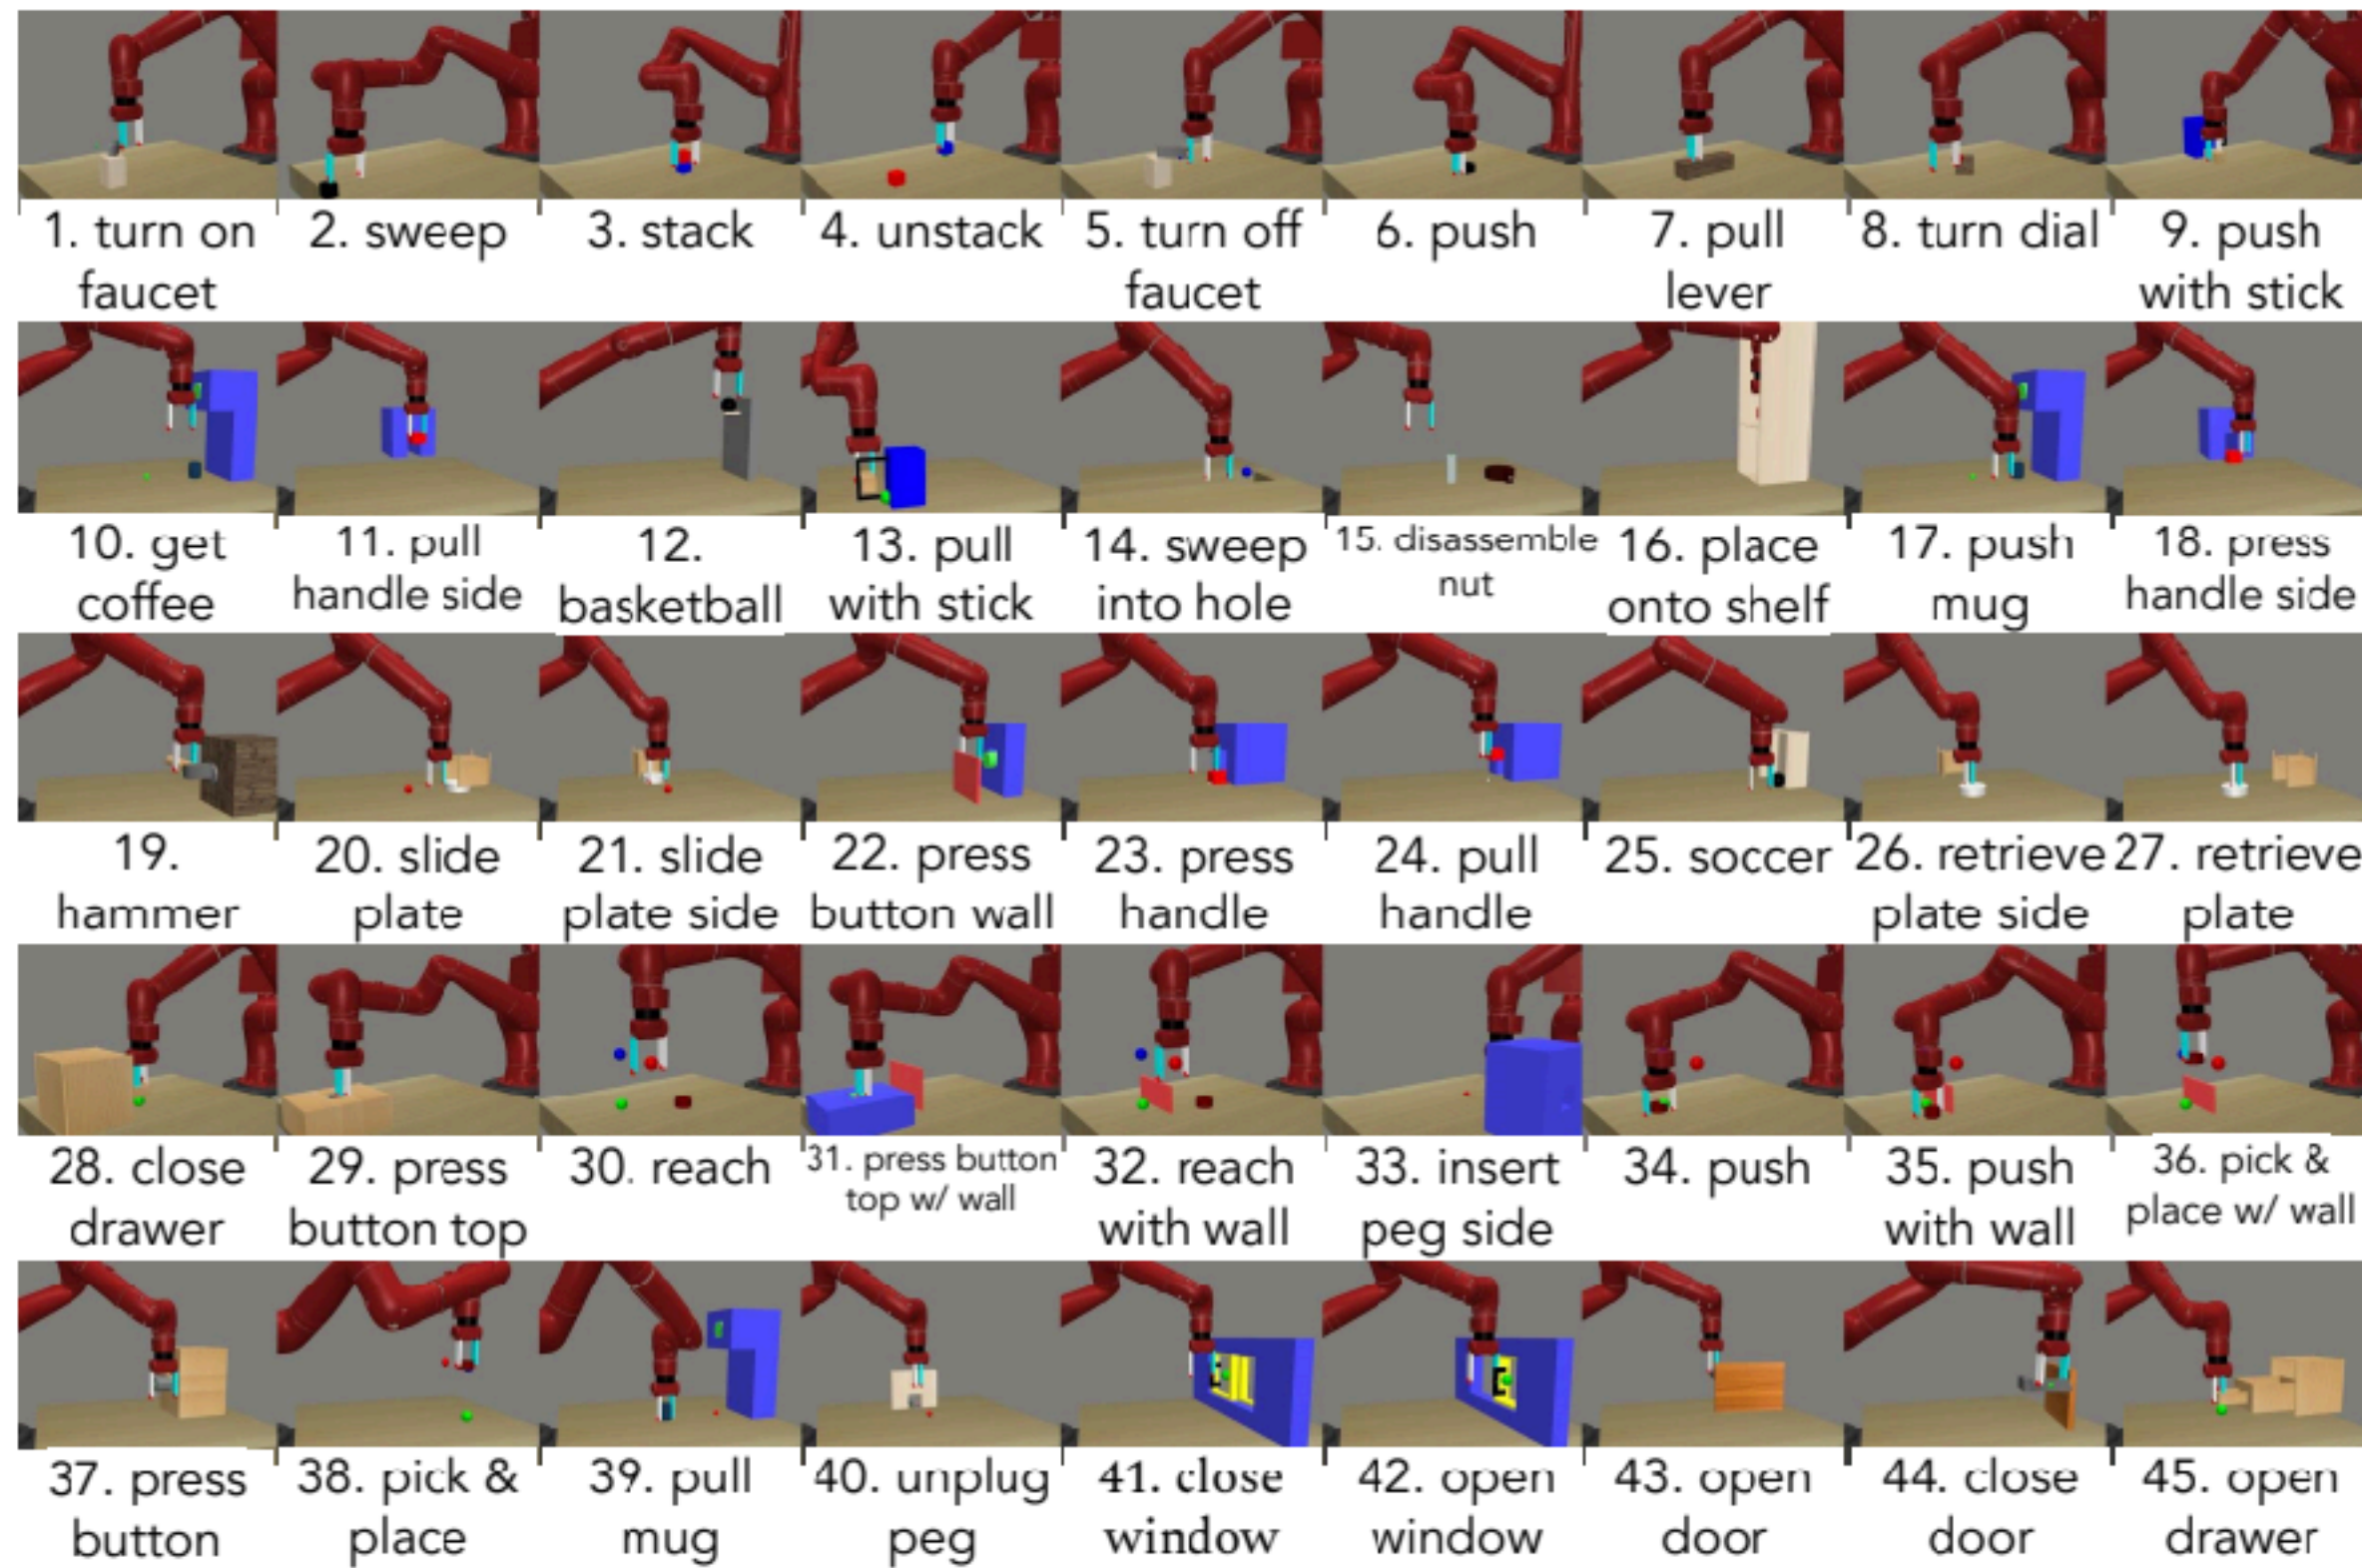 1. turn on
faucet
2. sweep
3. stack
4. unstack
5. turn off
faucet
6. push
7. pull
lever
8. turn dial
9. push
with stick
10. get
coffee
11. pull
handle side
12.
basketball
13. pull
with stick
14. sweep
into hole
15. disassemble
nut
16. place
onto shelf
17. push
mug
18. press
handle side
19.
hammer
20. slide
plate
21. slide
plate side
22. press
button wall
23. press
handle
24. pull
handle
25. soccer
26. retrieve
plate side
27. retrieve
plate
28. close
drawer
29. press
button top
30. reach
31. press button
top w/ wall
32. reach
with wall
33. insert
peg side
34. push
35. push
with wall
36. pick &
place w/ wall
37. press
button
38. pick &
place
39. pull
mug
40. unplug
peg
41. close
window
42. open
window
43. open
door
44. close
door
45. open
drawer